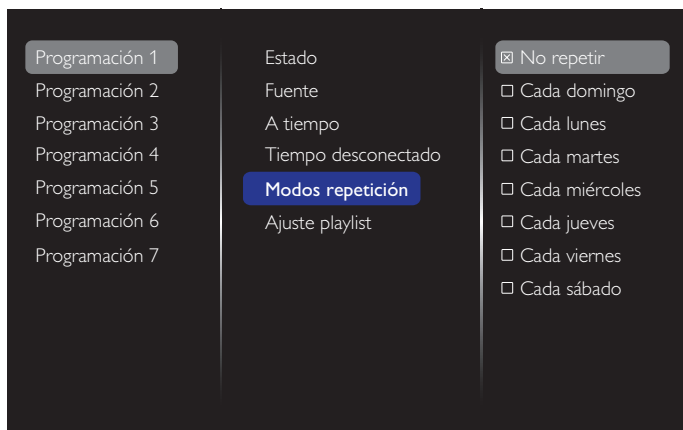 Programación 1
Programación 2
Programación 3
Programación 4
Programación 5
Programación 6
Programación 7
Estado
Fuente
A tiempo
Tiempo desconectado
Modos repetición
Ajuste playlist
No repetir
Cada domingo
Cada lunes
Cada martes
Cada miércoles
Cada jueves
Cada viernes
Cada sábado